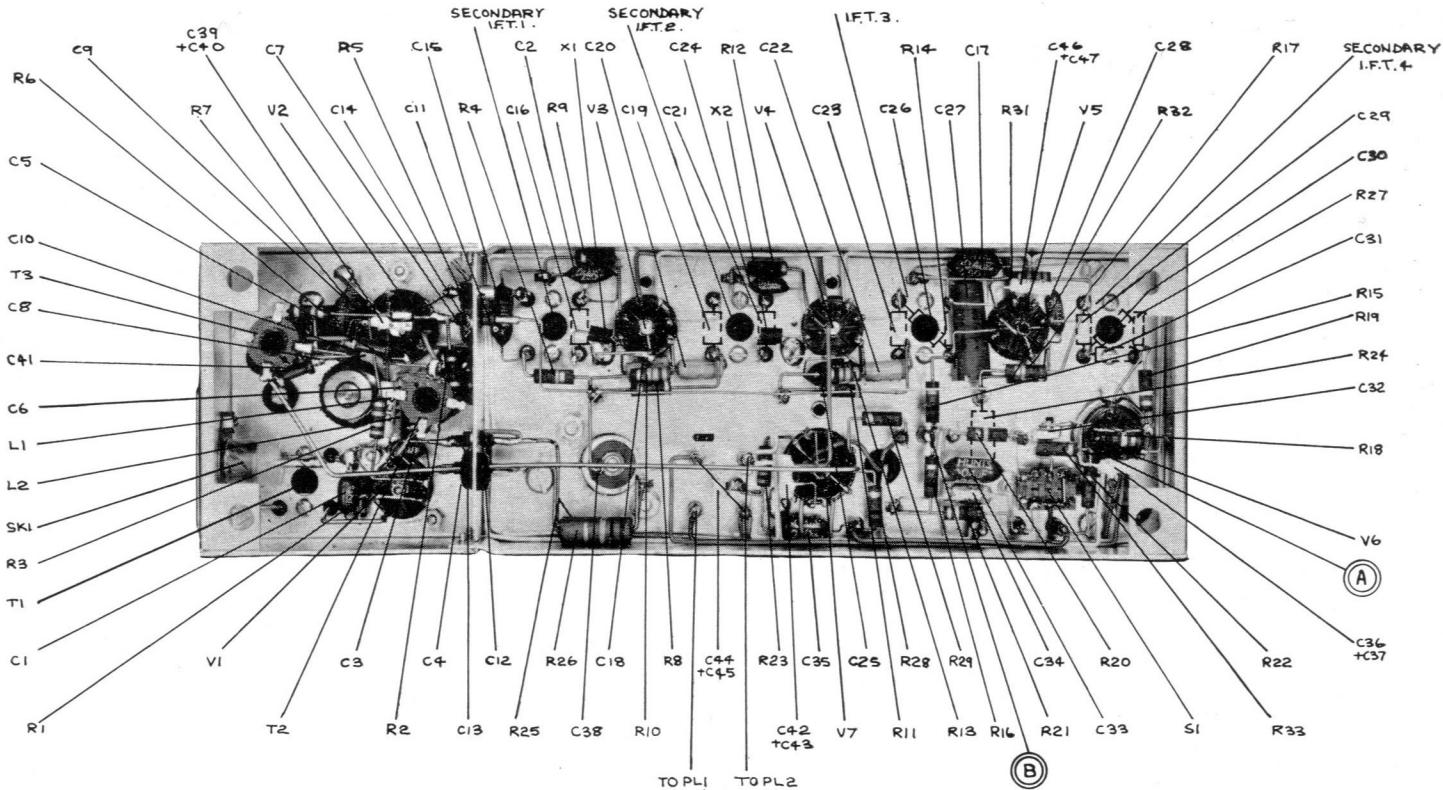 SECONDARY
I.F.T.1.
SECONDARY
I.F.T.2.
I.F.T.3.
C9
C39
+C40
C7
R5
C15
C2
X1
C20
C24
R12
C22
R14
C17
C46
+C47
C28
R17
SECONDARY
I.F.T.4
R6
R7
V2
C14
C11
R4
C16
R9
V3
C19
C21
X2
V4
C23
C26
C27
R31
V5
R32
C29
C5
C30
R27
C10
C31
T3
C8
R15
R19
C41
R24
C6
C32
L1
R18
L2
SK1
V6
R3
A
T1
C1
V1
C3
C4
C12
R26
C18
R8
C44
+C45
R23
C35
C25
R28
R29
C34
R20
R22
C36
+C37
R1
T2
R2
C13
R25
C38
R10
C42
+C43
V7
R11
R13
R16
R21
C33
S1
R33
B
TO PL1
TO PL2